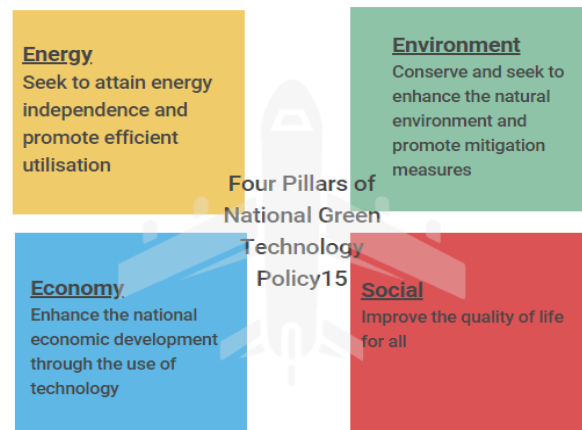 Energy
Seek to attain energy
independence and
promote efficient
utilisation
Environment
Conserve and seek to
enhance the natural
environment and
promote mitigation
measures
Four Pillars of
National Green
Technology
Policy15
Economy
Enhance the national
economic development
through the use of
technology
Social
Improve the quality of life
for all